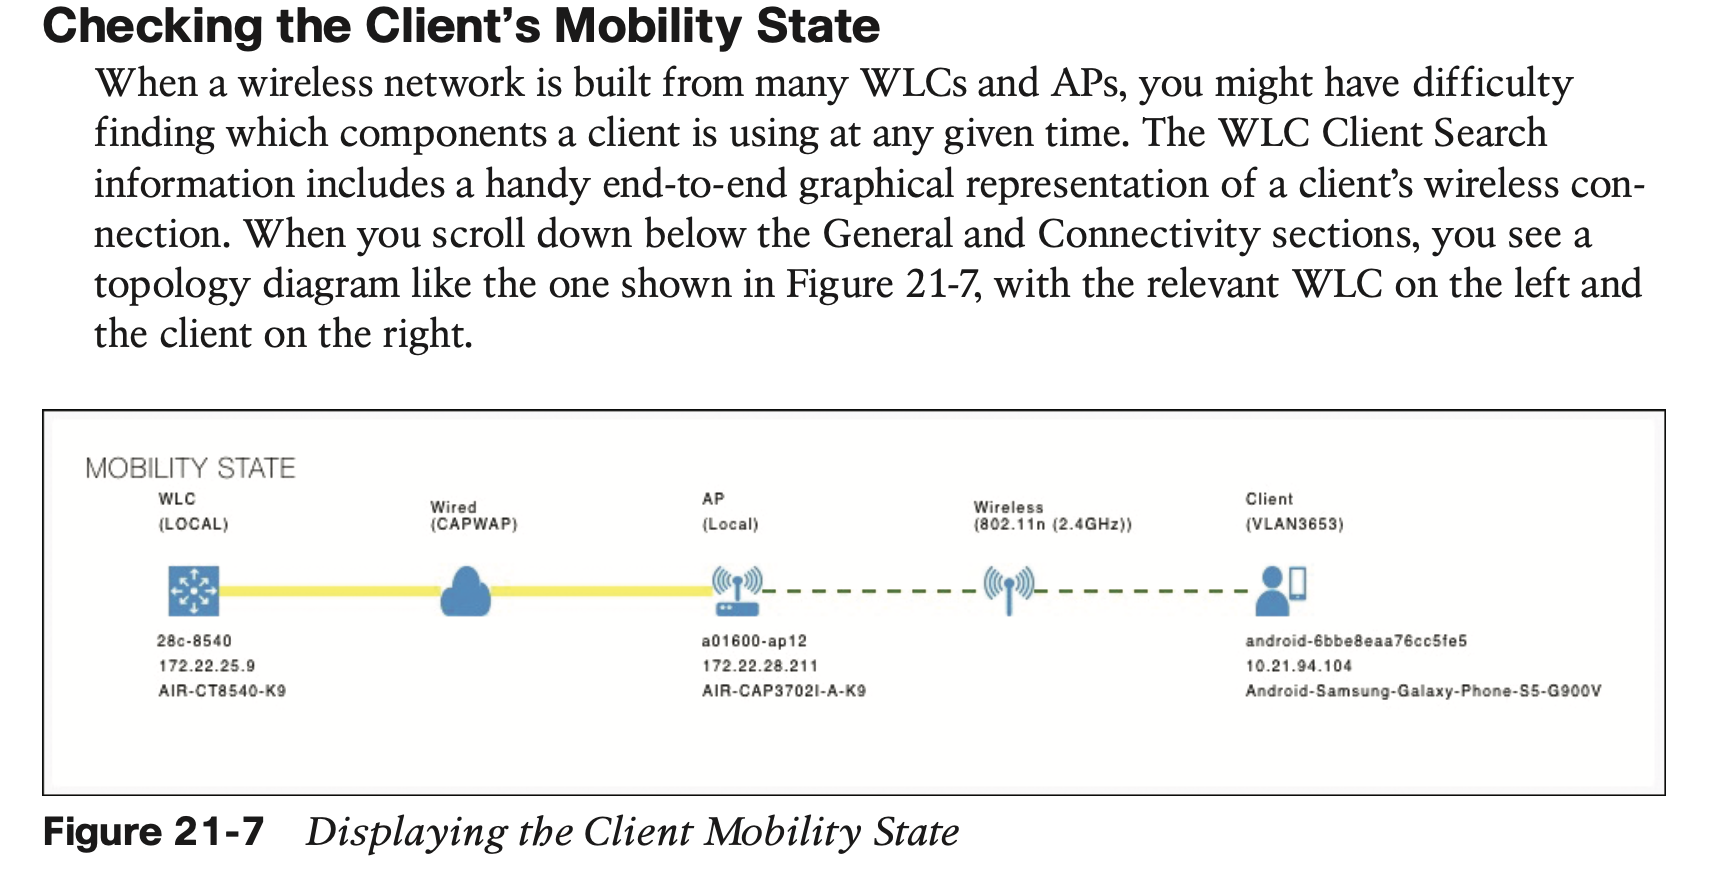 Checking the Client’s Mobility State
When a wireless network is built from many WLCs and APs, you might have difficulty
finding which components a client is using at any given time. The WLC Client Search
information includes a handy end-to-end graphical representation of a client’s wireless con-
nection. When you scroll down below the General and Connectivity sections, you see a
topology diagram like the one shown in Figure 21-7, with the relevant WLC on the left and
the client on the right.
MOBILITY STATE
WLC
(LOCAL)
Wired
(CAPWAP)
AP
(Local)
Wireless
(802.11n (2.4GHz))
Client
(VLAN3653)
28c-8540
172.22.25.9
AIR-CT8540-K9
a01600-ap12
172.22.28.211
AIR-CAP3702I-A-K9
android-6bbe8eaa76cc5fe5
10.21.94.104
Android-Samsung-Galaxy-Phone-S5-G900V
Figure 21-7 Displaying the Client Mobility State